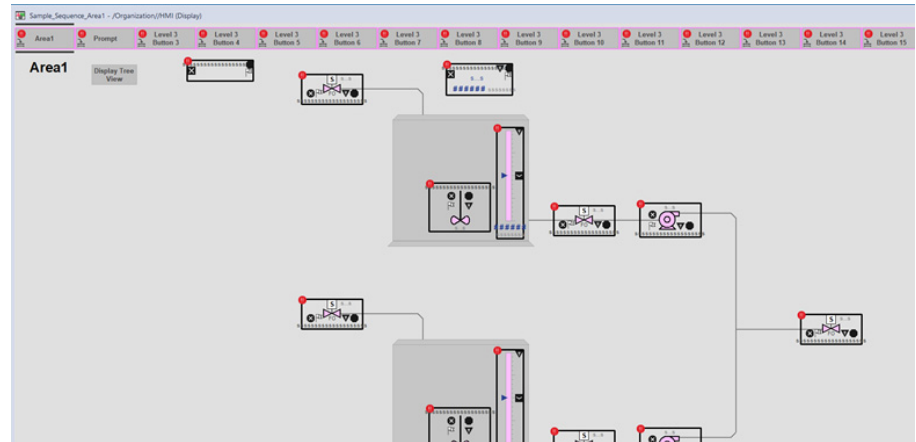 Sample_Sequence_Area1 - /Organization//HMI (Display)
Area1
Prompt
Level 3
Button 3
Level 3
Button 4
Level 3
Button 5
Level 3
Button 6
Level 3
Button 7
Level 3
Button 8
Level 3
Button 9
Level 3
Button 10
Level 3
Button 11
Level 3
Button 12
Level 3
Button 13
Level 3
Button 14
Level 3
Button 15
Area1
Display Tree
View
S
S
S
S
S